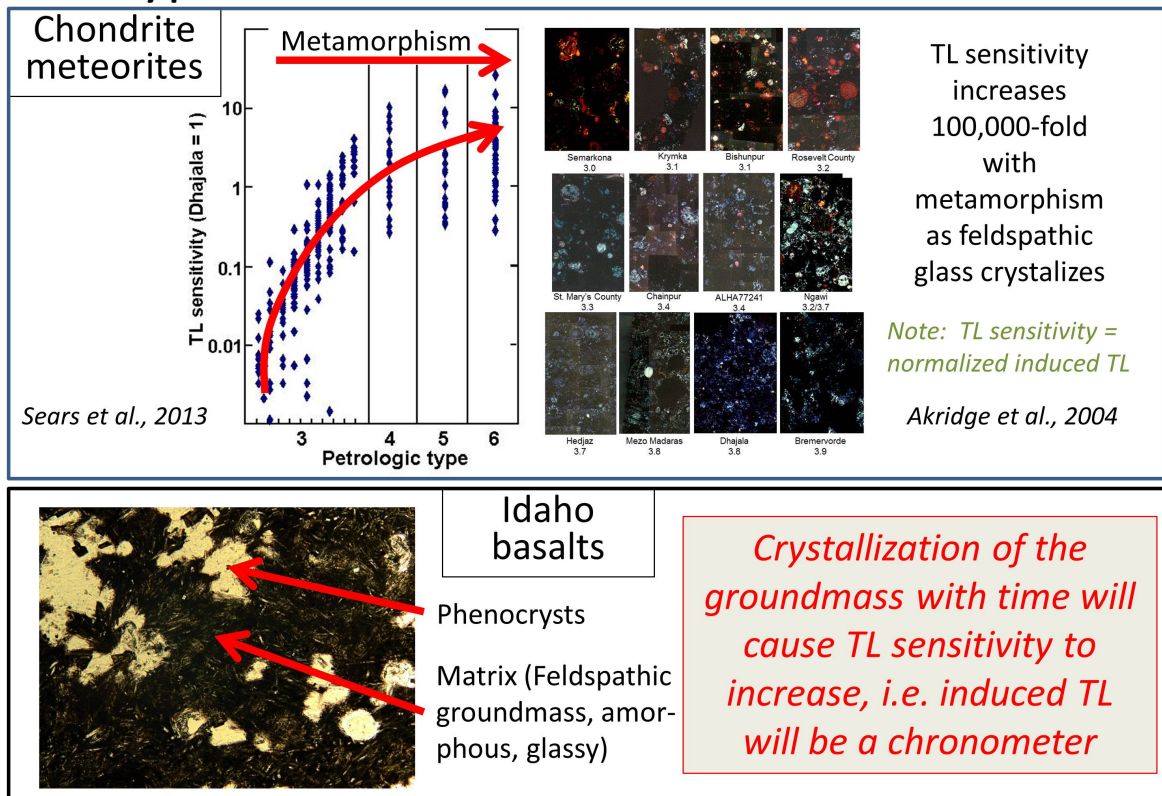 Chondrite
meteorites
Metamorphism
TL sensitivity (Dhajala = 1)
10
1
0.1
0.01
3
4
5
6
Petrologic type
Sears et al., 2013
Semarkona
3.0
Krymka
3.1
Bishunpur
3.1
Rosevelt County
3.2
St. Mary's County
3.3
Chainpur
3.4
ALHA77241
3.4
Ngawi
3.2/3.7
Hedjaz
3.7
Mezo Madaras
3.8
Dhajala
3.8
Bremervorde
3.9
TL sensitivity
increases
100,000-fold
with
metamorphism
as feldspathic
glass crystalizes
Note: TL sensitivity =
normalized induced TL
Akridge et al., 2004
Idaho
basalts
Phenocrysts
Matrix (Feldspathic
groundmass, amor-
phous, glassy)
Crystallization of the
groundmass with time will
cause TL sensitivity to
increase, i.e. induced TL
will be a chronometer